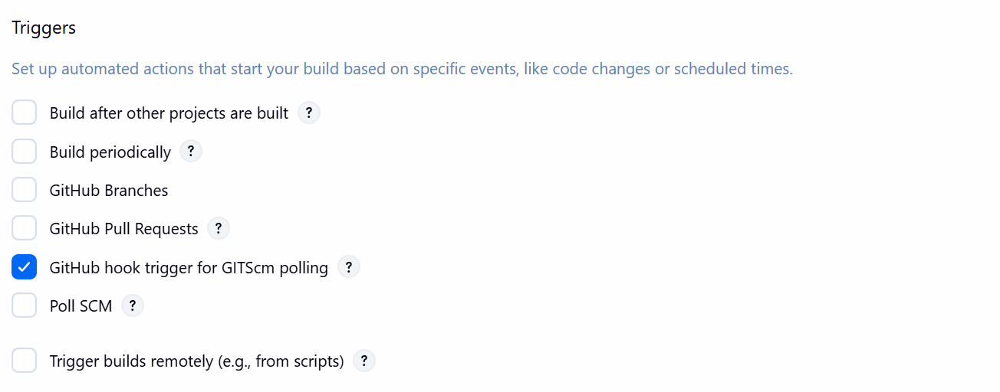 Triggers
Set up automated actions that start your build based on specific events, like code changes or scheduled times.
Build after other projects are built ?
Build periodically ?
GitHub Branches
GitHub Pull Requests ?
GitHub hook trigger for GITScm polling ?
Poll SCM ?
Trigger builds remotely (e.g., from scripts) ?